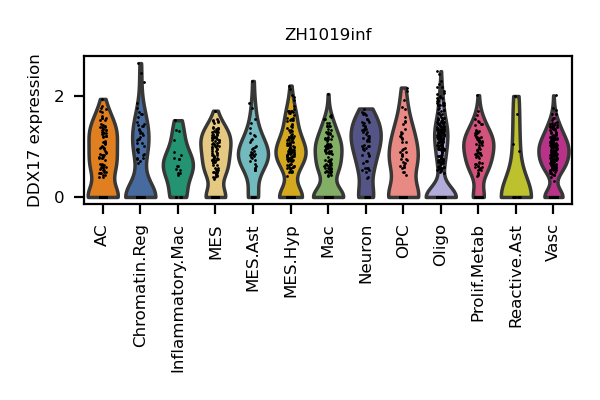 ZH1019inf
DDX17 expression
2
0
AC
Chromatin.Reg
Inflammatory.Mac
MES
MES.Ast
MES.Hyp
Mac
Neuron
OPC
Oligo
Prolif.Metab
Reactive.Ast
Vasc